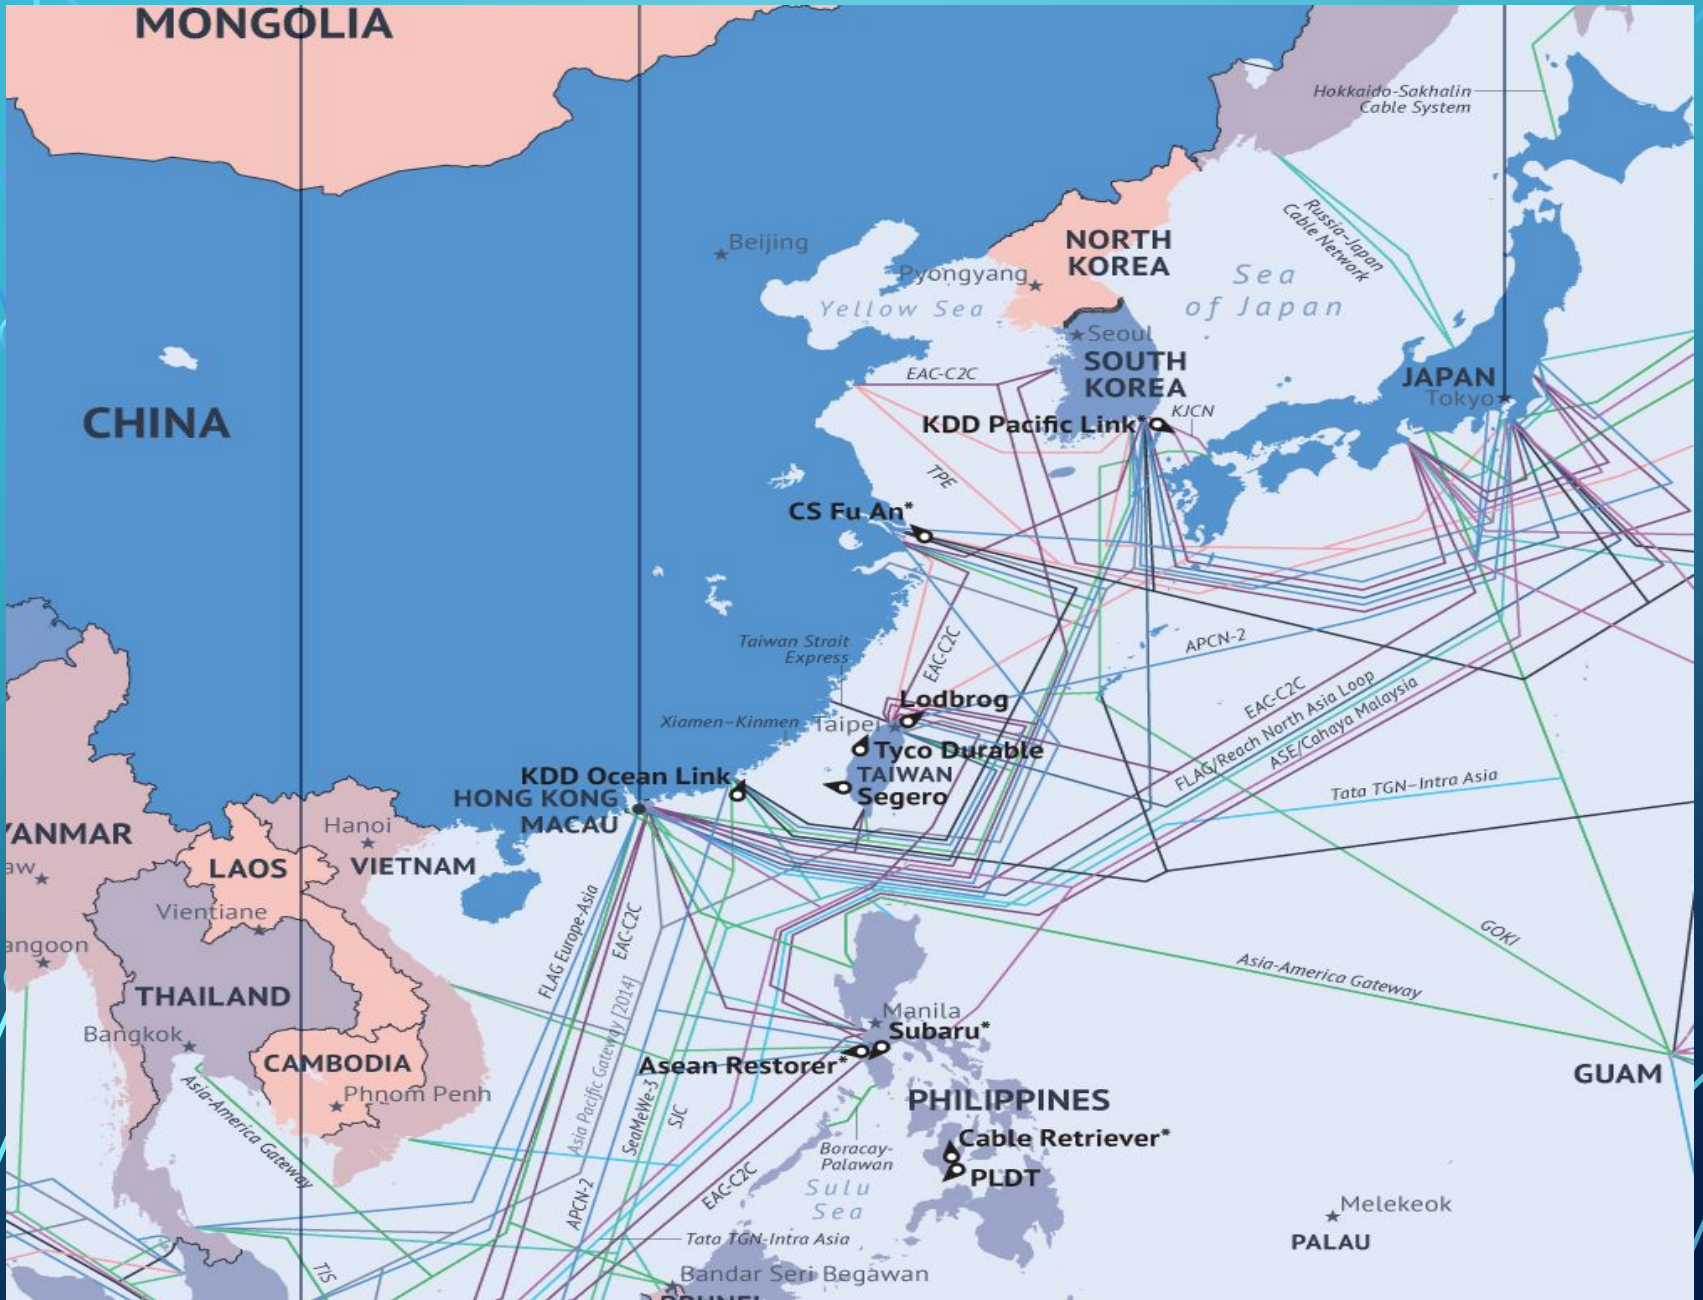 MONGOLIA
Hokkaido-Sakhalin
Cable System
Russia-Japan
Cable Network
NORTH
KOREA
Beijing
Pyongyang
Sea
of Japan
Yellow Sea
Seoul
SOUTH
KOREA
EAC-C2C
JAPAN
Tokyo
CHINA
KJCN
KDD Pacific Link*
TPE
CS Fu An*
Taiwan Strait
Express
EAC-C2C
APCN-2
Lodbrog
Xiamen-Kinmen
Taipei
EAC-C2C
FLAG/Reach North Asia Loop
ASE/Cahaya Malaysia
Tyco Durable
TAIWAN
Segero
KDD Ocean Link
HONG KONG
MACAU
Tata TGN-Intra Asia
YANMAR
Hanoi
VIETNAM
LAOS
aw
Vientiane
angoon
FLAG Europe-Asia
EAC-C2C
GOKI
Asia-America Gateway
THAILAND
Bangkok
Manila
Subaru*
Asean Restorer*
CAMBODIA
Phnom Penh
Asia-America Gateway
Asia Pacific Gateway [2014]
SeaMeWe-3
SJC
GUAM
PHILIPPINES
Cable Retriever*
PLDT
Boracay-
Palawan
Sulu
Sea
EAC-C2C
APCN-2
Melekeok
PALAU
Tata TGN-Intra Asia
TIS
Bandar Seri Begawan
BRUNEI